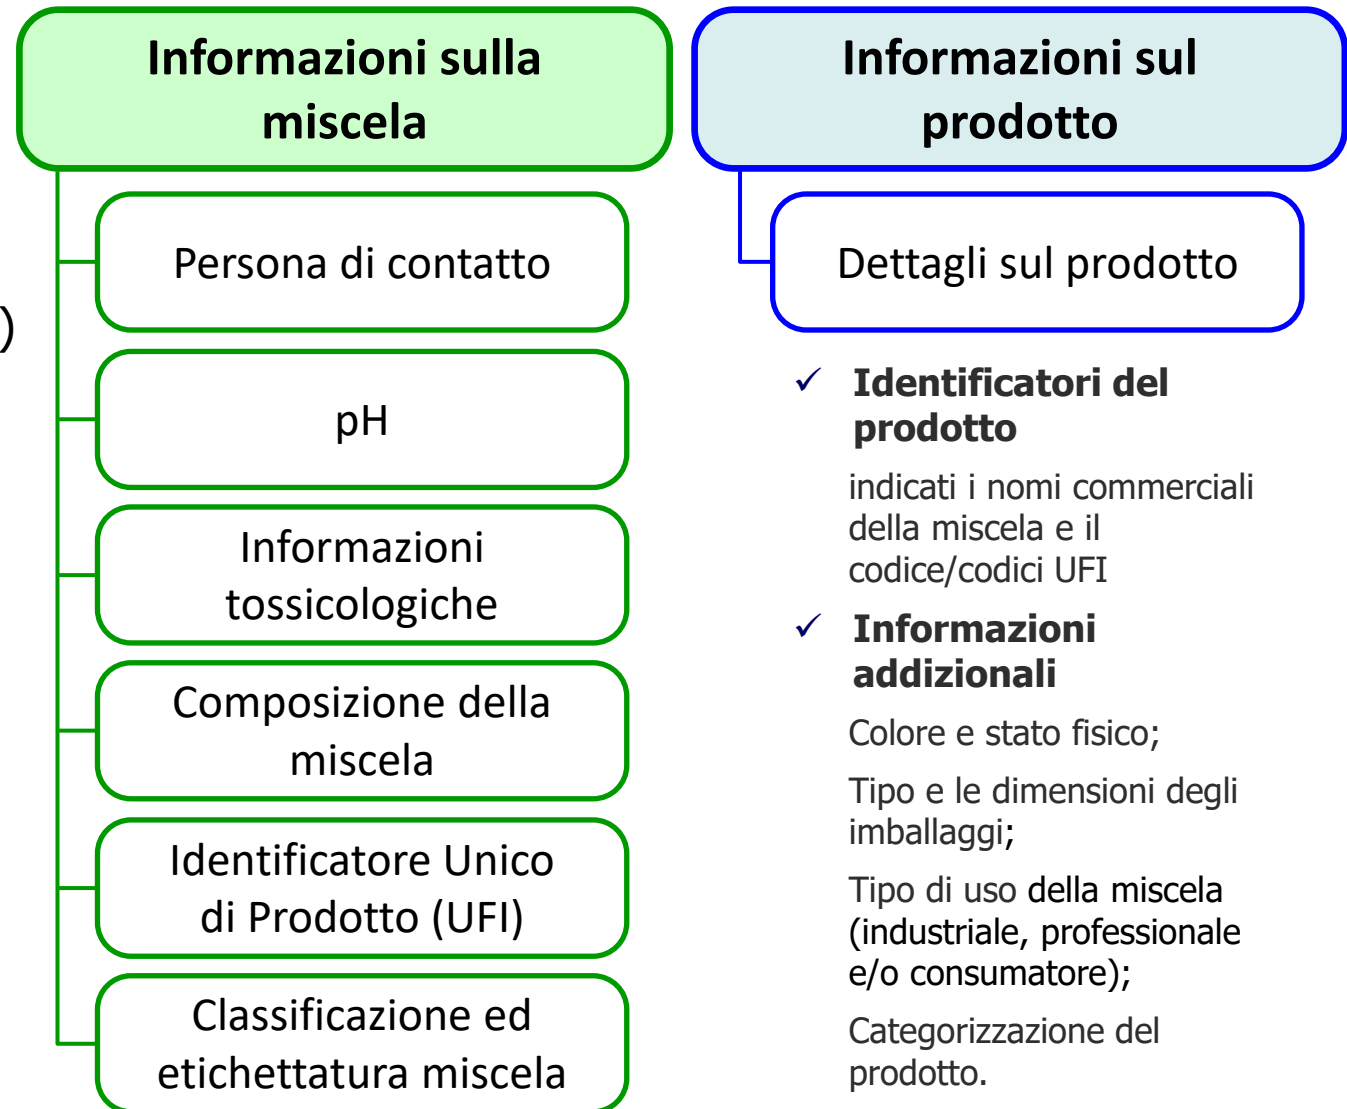 Informazioni sulla
miscela
Persona di contatto
)
pH
Informazioni
tossicologiche
Composizione della
miscela
Identificatore Unico
di Prodotto (UFI)
Classificazione ed
etichettatura miscela
Informazioni sul
prodotto
Dettagli sul prodotto
✓ Identificatori del
prodotto
indicati i nomi commerciali
della miscela e il
codice/codici UFI
✓ Informazioni
addizionali
Colore e stato fisico;
Tipo e le dimensioni degli
imballaggi;
Tipo di uso della miscela
(industriale, professionale
e/o consumatore);
Categorizzazione del
prodotto.